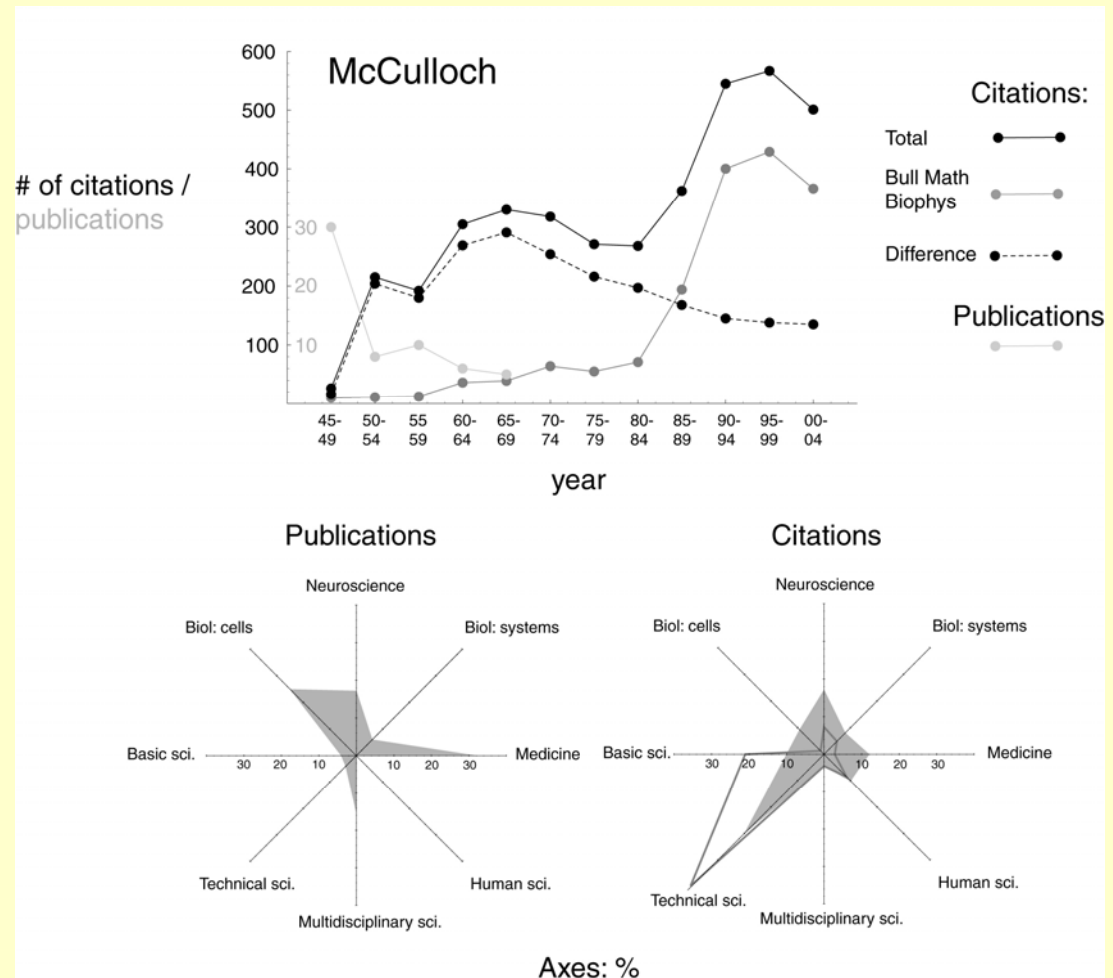 McCulloch
600
500
400
300
200
100
30
20
10
# of citations /
publications
45-
49
50-
54
55
59
60-
64
65-
69
70-
74
75-
79
80-
84
85-
89
90-
94
95-
99
00-
04
year
Citations:
Total
Bull Math
Biophys
Difference
Publications
Publications
Neuroscience
Biol: cells
Biol: systems
Basic sci.
30 20 10 10 20 30
Medicine
Technical sci.
Human sci.
Multidisciplinary sci.
Citations
Neuroscience
Biol: cells
Biol: systems
Basic sci.
30 20 10 10 20 30
Medicine
Technical sci.
Human sci.
Multidisciplinary sci.
Axes: %